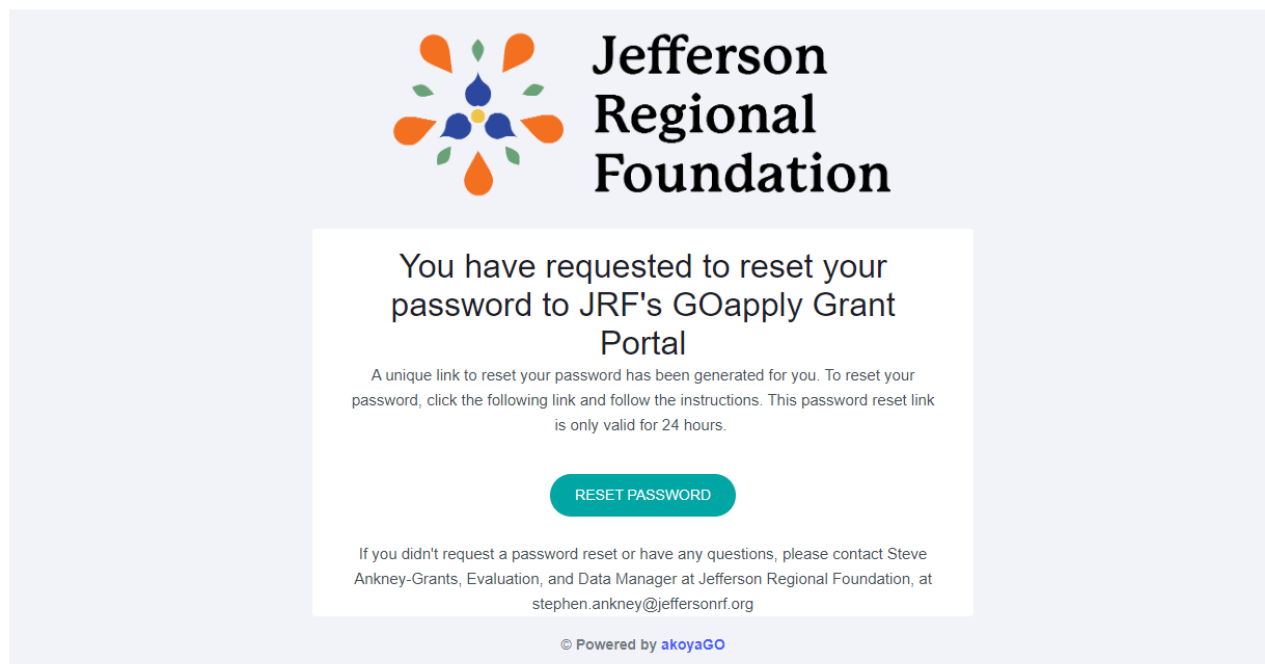 Jefferson
Regional
Foundation
You have requested to reset your
password to JRF's GOapply Grant
Portal
A unique link to reset your password has been generated for you. To reset your
password, click the following link and follow the instructions. This password reset link
is only valid for 24 hours.
RESET PASSWORD
If you didn't request a password reset or have any questions, please contact Steve
Ankney-Grants, Evaluation, and Data Manager at Jefferson Regional Foundation, at
stephen.ankney@jeffersonrf.org
© Powered by akoyaGO